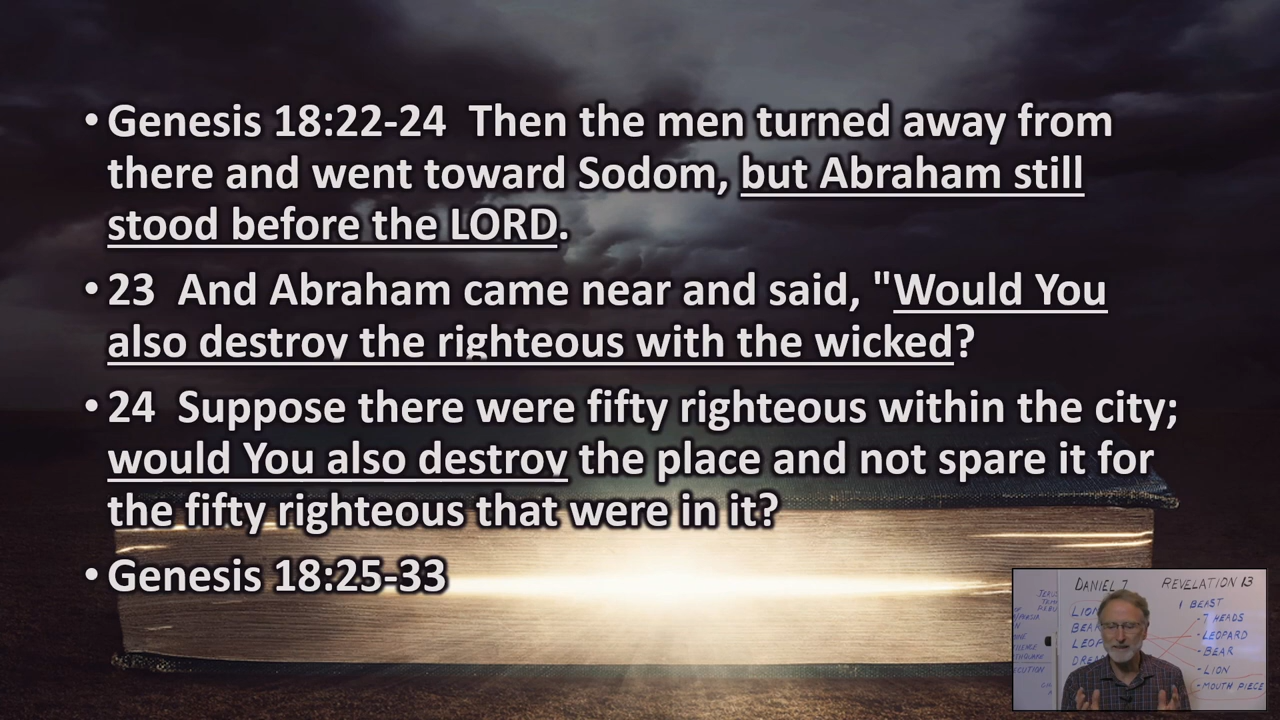 • Genesis 18:22-24 Then the men turned away from
there and went toward Sodom, but Abraham still
stood before the LORD.
• 23 And Abraham came near and said, "Would You
also destroy the righteous with the wicked?
• 24 Suppose there were fifty righteous within the city;
would You also destroy the place and not spare it for
the fifty righteous that were in it?
• Genesis 18:25-33
DANIEL 7
REVELATION 13
1 BEAST
- 7 HEADS
- LEOPARD
- BEAR
- LION
- MOUTH PIECE
LION